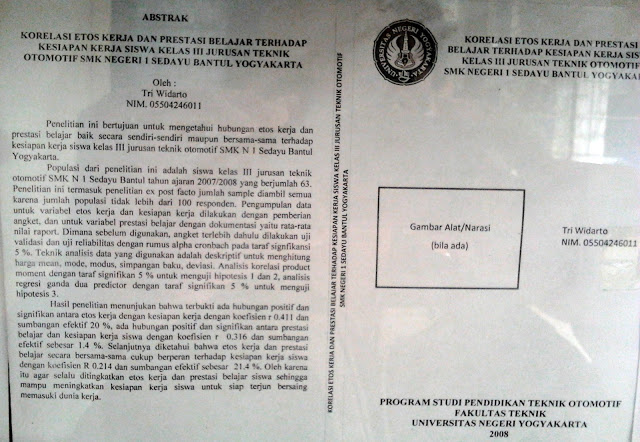 ABSTRAK
KORELASI ETOS KERJA DAN PRESTASI BELAJAR TERHADAP
KESIAPAN KERJA SISWA KELAS III JURUSAN TEKNIK
OTOMOTIF SMK NEGERI 1 SEDAYU BANTUL YOGYAKARTA
Oleh :
Tri Widarto
NIM. 05504246011
Penelitian ini bertujuan untuk mengetahui hubungan etos kerja dan
prestasi belajar baik secara sendiri-sendiri maupun bersama-sama terhadap
kesiapan kerja siswa kelas III jurusan teknik otomotif SMK N 1 Sedayu Bantul
Yogyakarta.
Populasi dari penelitian ini adalah siswa kelas III jurusan teknik
otomotif SMK N 1 Sedayu Bantul tahun ajaran 2007/2008 yang berjumlah 63.
Penelitian ini termasuk penelitian ex post facto jumlah sample diambil semua
karena jumlah populasi tidak lebih dari 100 responden. Pengumpulan data
untuk variabel etos kerja dan kesiapan kerja dilakukan dengan pemberian
angket, dan untuk variabel prestasi belajar dengan dokumentasi yaitu rata-rata
nilai raport. Dimana sebelum digunakan, angket terlebih dahulu dilakukan uji
validasi dan uji reliabilitas dengan rumus alpha cronbach pada taraf signfikansi
5 %. Teknik analisis data yang digunakan adalah deskriptif untuk menghitung
harga mean, mode, modus, simpangan baku, deviasi. Analisis korelasi product
moment dengan taraf signifikan 5 % untuk menguji hipotesis 1 dan 2, analisis
regresi ganda dua predictor dengan taraf signifikan 5 % untuk menguji
hipotesis 3.
Hasil penelitian menunjukan bahwa terbukti ada hubungan positif dan
signifikan antara etos kerja dengan kesiapan kerja dengan koefisien r 0.411 dan
sumbangan efektif 20 %, ada hubungan positif dan signifikan antara prestasi
belajar dan kesiapan kerja siswa dengan koefisien r 0.316 dan sumbangan
efektif sebesar 1.4 %. Selanjutnya diketahui bahwa etos kerja dan prestasi
belajar secara bersama-sama cukup berperan terhadap kesiapan kerja siswa
dengan koefisien R 0.214 dan sumbangan efektif sebesar 21.4 %. Oleh karena
itu agar selalu ditingkatkan etos kerja dan prestasi belajar siswa sehingga
mampu meningkatkan kesiapan kerja siswa untuk siap terjun bersaing
memasuki dunia kerja.
KORELASI ETOS KERJA DAN PRESTASI BELAJAR TERHADAP KESIAPAN KERJA SISWA KELAS III JURUSAN TEKNIK OTOMOTIF
SMK NEGERI 1 SEDAYU BANTUL YOGYAKARTA
UNIVERSITAS NEGERI YOGYAKARTA
KORELASI ETOS KERJA DAN PRESTASI
BELAJAR TERHADAP KESIAPAN KERJA SIS
KELAS III JURUSAN TEKNIK OTOMOTIF
SMK NEGERI 1 SEDAYU BANTUL YOGYAKA
Gambar Alat/Narasi
(bila ada)
Tri Widarto
NIM. 05504246011
PROGRAM STUDI PENDIDIKAN TEKNIK OTOMOTIF
FAKULTAS TEKNIK
UNIVERSITAS NEGERI YOGYAKARTA
2008